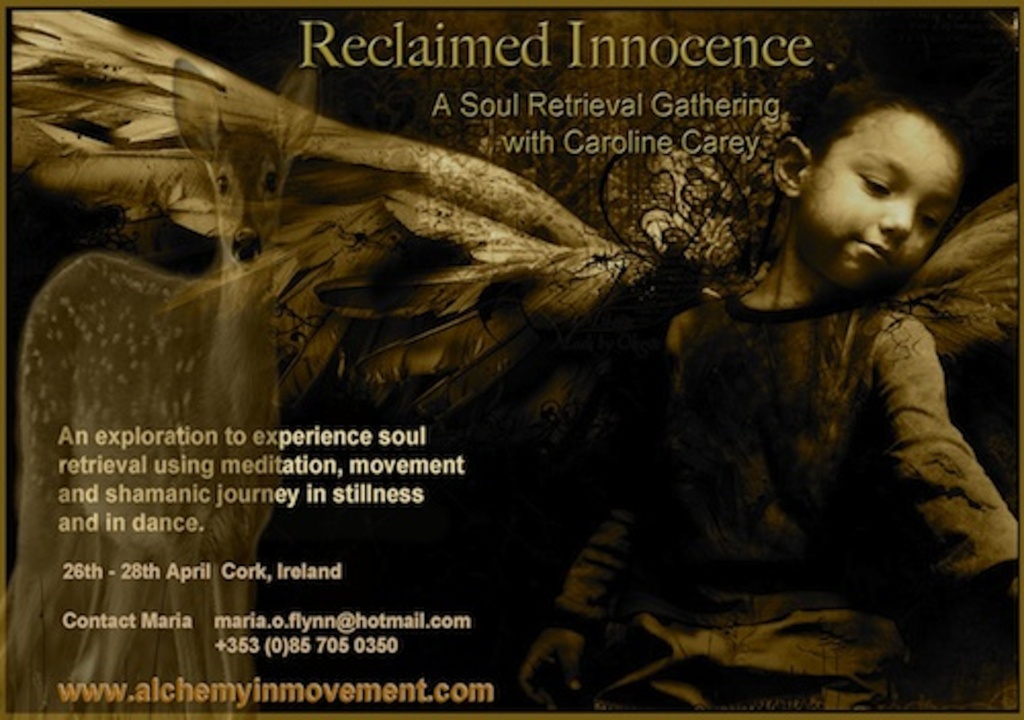 Reclaimed Innocence
A Soul Retrieval Gathering
with Caroline Carey
An exploration to experience soul
retrieval using meditation, movement
and shamanic journey in stillness
and in dance.
26th - 28th April Cork, Ireland
Contact Maria maria.o.flynn@hotmail.com
+353 (0)85 705 0350
www.alchemyinmovement.com